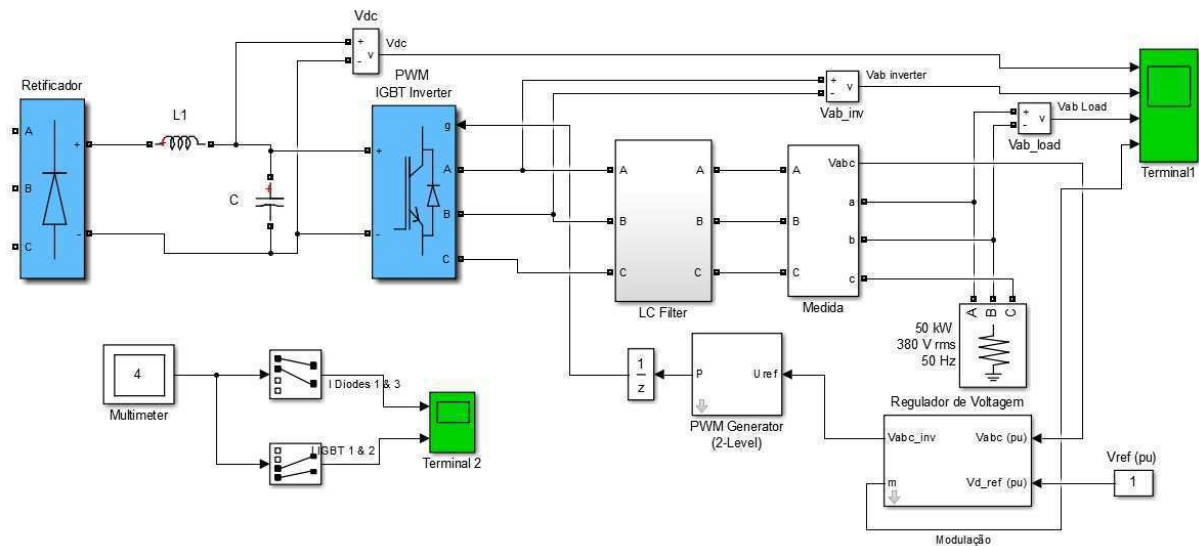 Vdc
+
-
v
Vdc
Retificador
A
B
C
+
-
L1
C
PWM
IGBT Inverter
g
+
-
A
B
C
+
-
v
Vab inverter
Vab_inv
+
-
v
Vab Load
Vab_load
Terminal1
A
B
C
A
B
C
LC Filter
A
B
C
Vabc
a
b
c
Medida
A
B
C
50 kW
380 V rms
50 Hz
4
Multimeter
I Diodes 1 & 3
I IGBT 1 & 2
Terminal 2
1
z
P
Uref
PWM Generator
(2-Level)
Regulador de Voltagem
Vabc_inv
Vabc (pu)
m
Vd_ref (pu)
Vref (pu)
1
Modulação